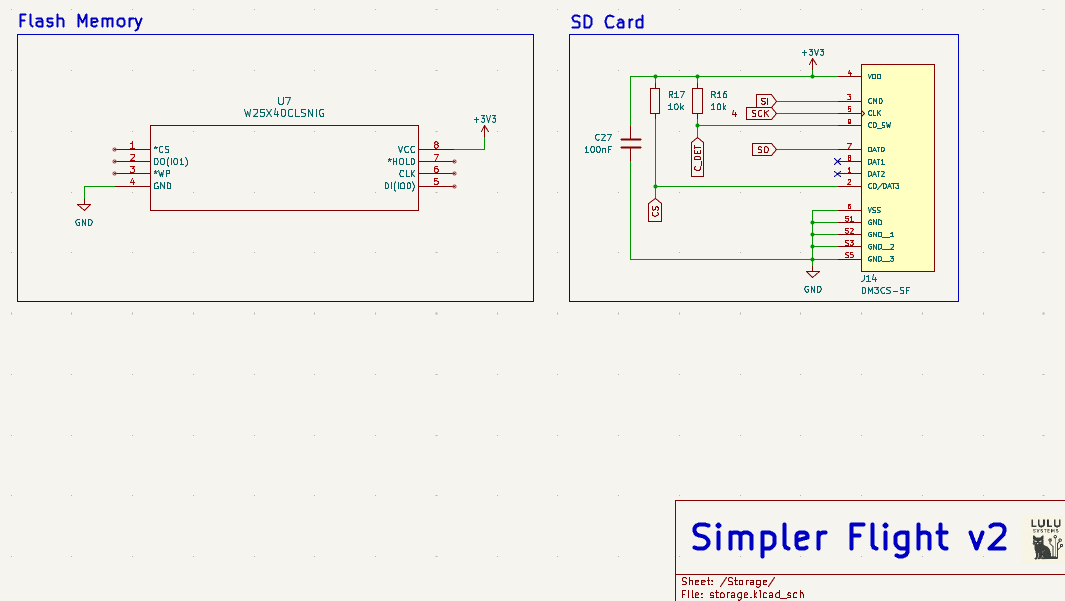 Flash Memory
U7
W25X40CLSNIG
+3V3
1 *CS
2 DO(IO1)
3 *WP
4 GND
VCC 8
*HOLD 7
CLK 6
DI(IO0) 5
GND
SD Card
+3V3
R17
10k
R16
10k
4
C27
100nF
SI
SCK
C_DET
SD
CS
4 VDD
3 CMD
5 CLK
CD_SW
7 DAT0
8 DAT1
1 DAT2
2 CD/DAT3
6 VSS
S1 GND
S2 GND__1
S3 GND__2
S5 GND__3
GND
J14
DM3CS-SF
Simpler Flight v2
LULU
SYSTEMS
Sheet: /Storage/
File: storage.kicad_sch